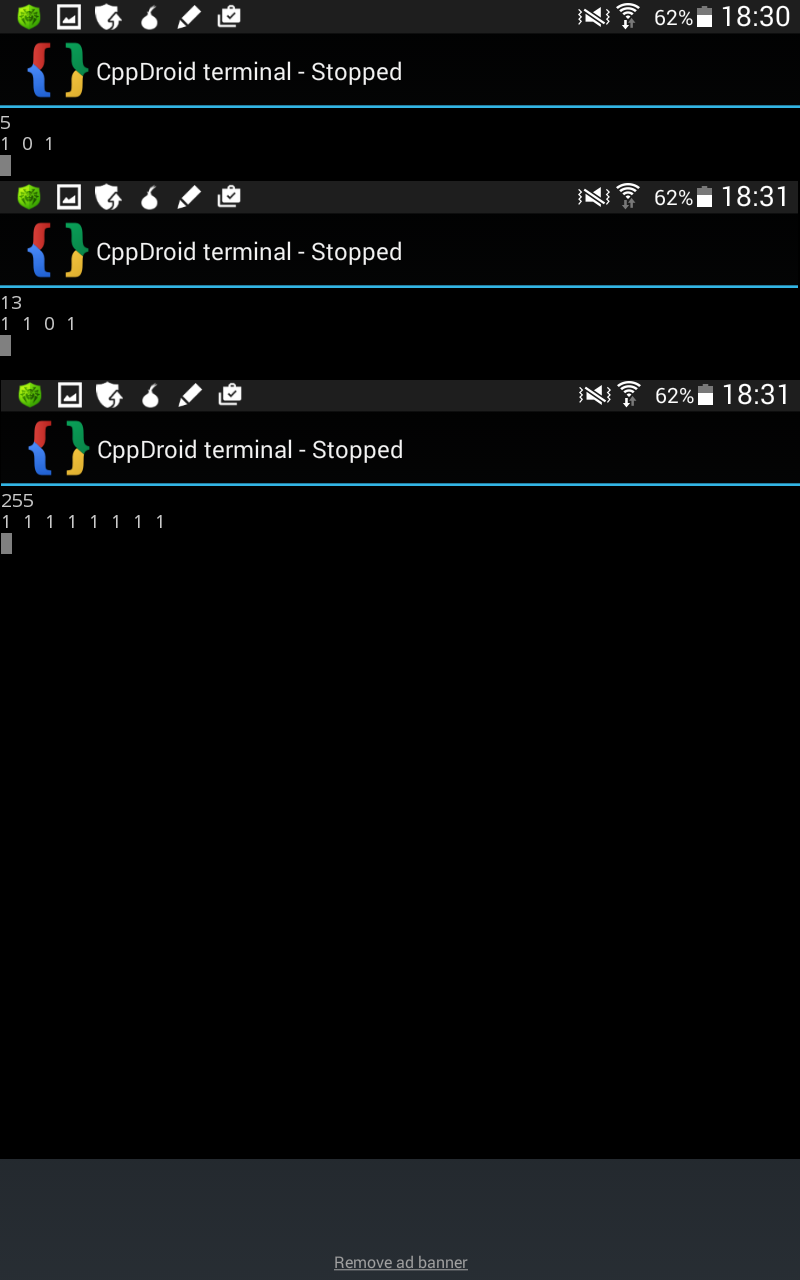 62% 18:30
CppDroid terminal - Stopped
5
1 0 1
62% 18:31
CppDroid terminal - Stopped
13
1 1 0 1
62% 18:31
CppDroid terminal - Stopped
255
1 1 1 1 1 1 1 1
Remove ad banner